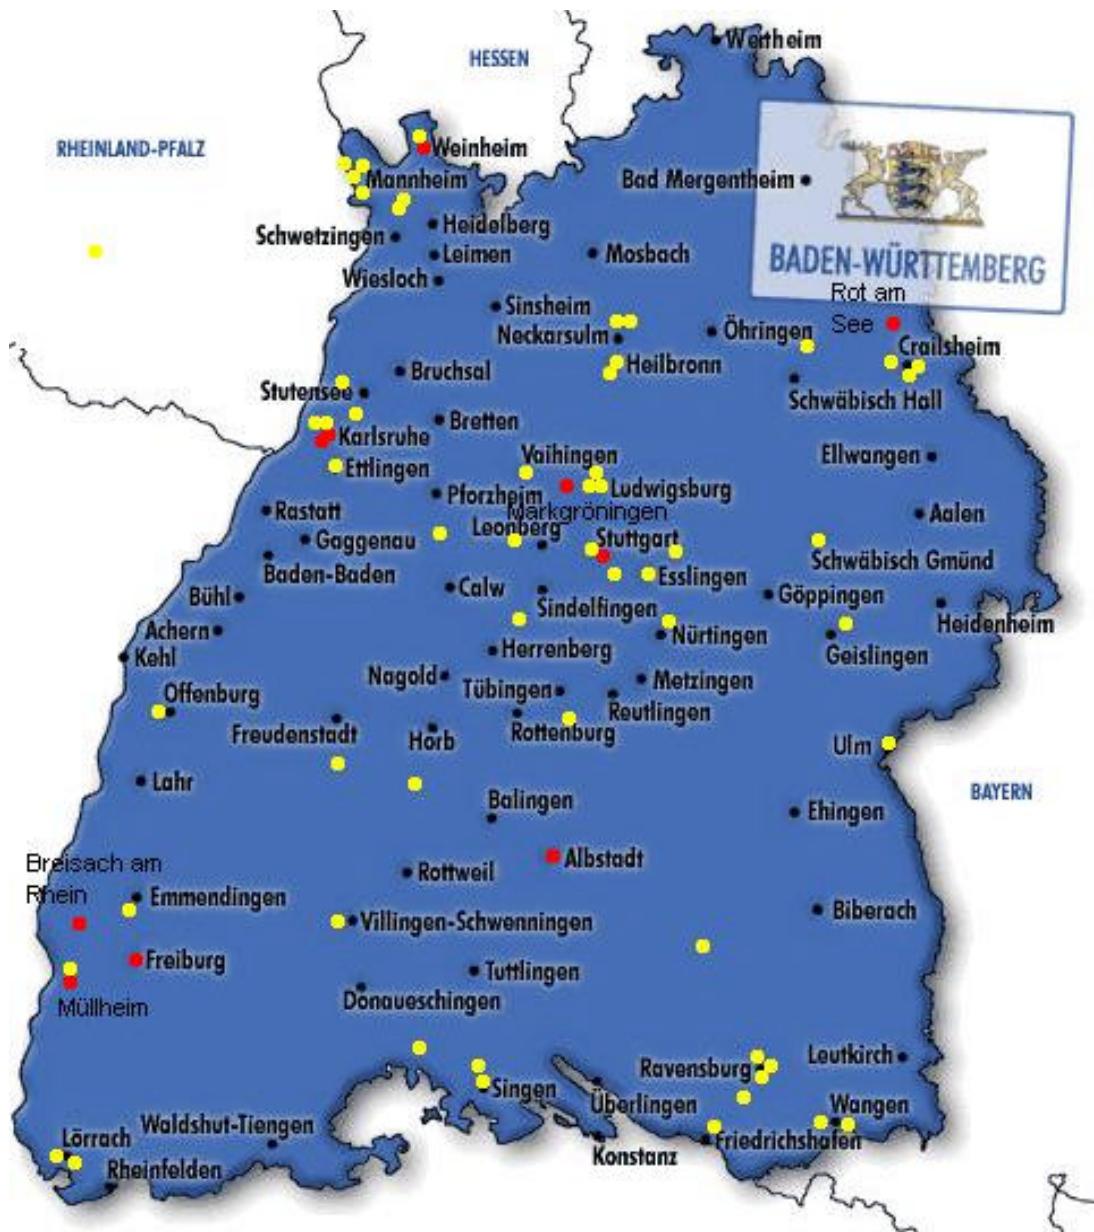 Wertheim
HESSEN
RHEINLAND-PFALZ
Weinheim
Mannheim
Bad Mergentheim
Heidelberg
Schwetzingen
Leimen
Mosbach
BADEN-WÜRTTEMBERG
Wiesloch
Rot am
See
Sinsheim
Neckarsulm
Öhringen
Crailsheim
Heilbronn
Bruchsal
Stutensee
Schwäbisch Hall
Bretten
Karlsruhe
Vaihingen
Ellwangen
Ettlingen
Pforzheim
Ludwigsburg
Markgröningen
Rastatt
Aalen
Leonberg
Stuttgart
Gaggenau
Schwäbisch Gmünd
Baden-Baden
Esslingen
Calw
Bühl
Sindelfingen
Göppingen
Heidenheim
Achern
Nürtingen
Kehl
Herrenberg
Geislingen
Nagold
Tübingen
Metzingen
Offenburg
Reutlingen
Freudenstadt
Horb
Rottenburg
Ulm
Lahr
BAYERN
Balingen
Ehingen
Breisach am
Rhein
Albstadt
Rottweil
Emmendingen
Villingen-Schwenningen
Biberach
Freiburg
Tuttlingen
Müllheim
Donaueschingen
Leutkirch
Ravensburg
Singen
Überlingen
Wangen
Waldshut-Tiengen
Lörrach
Friedrichshafen
Konstanz
Rheinfelden